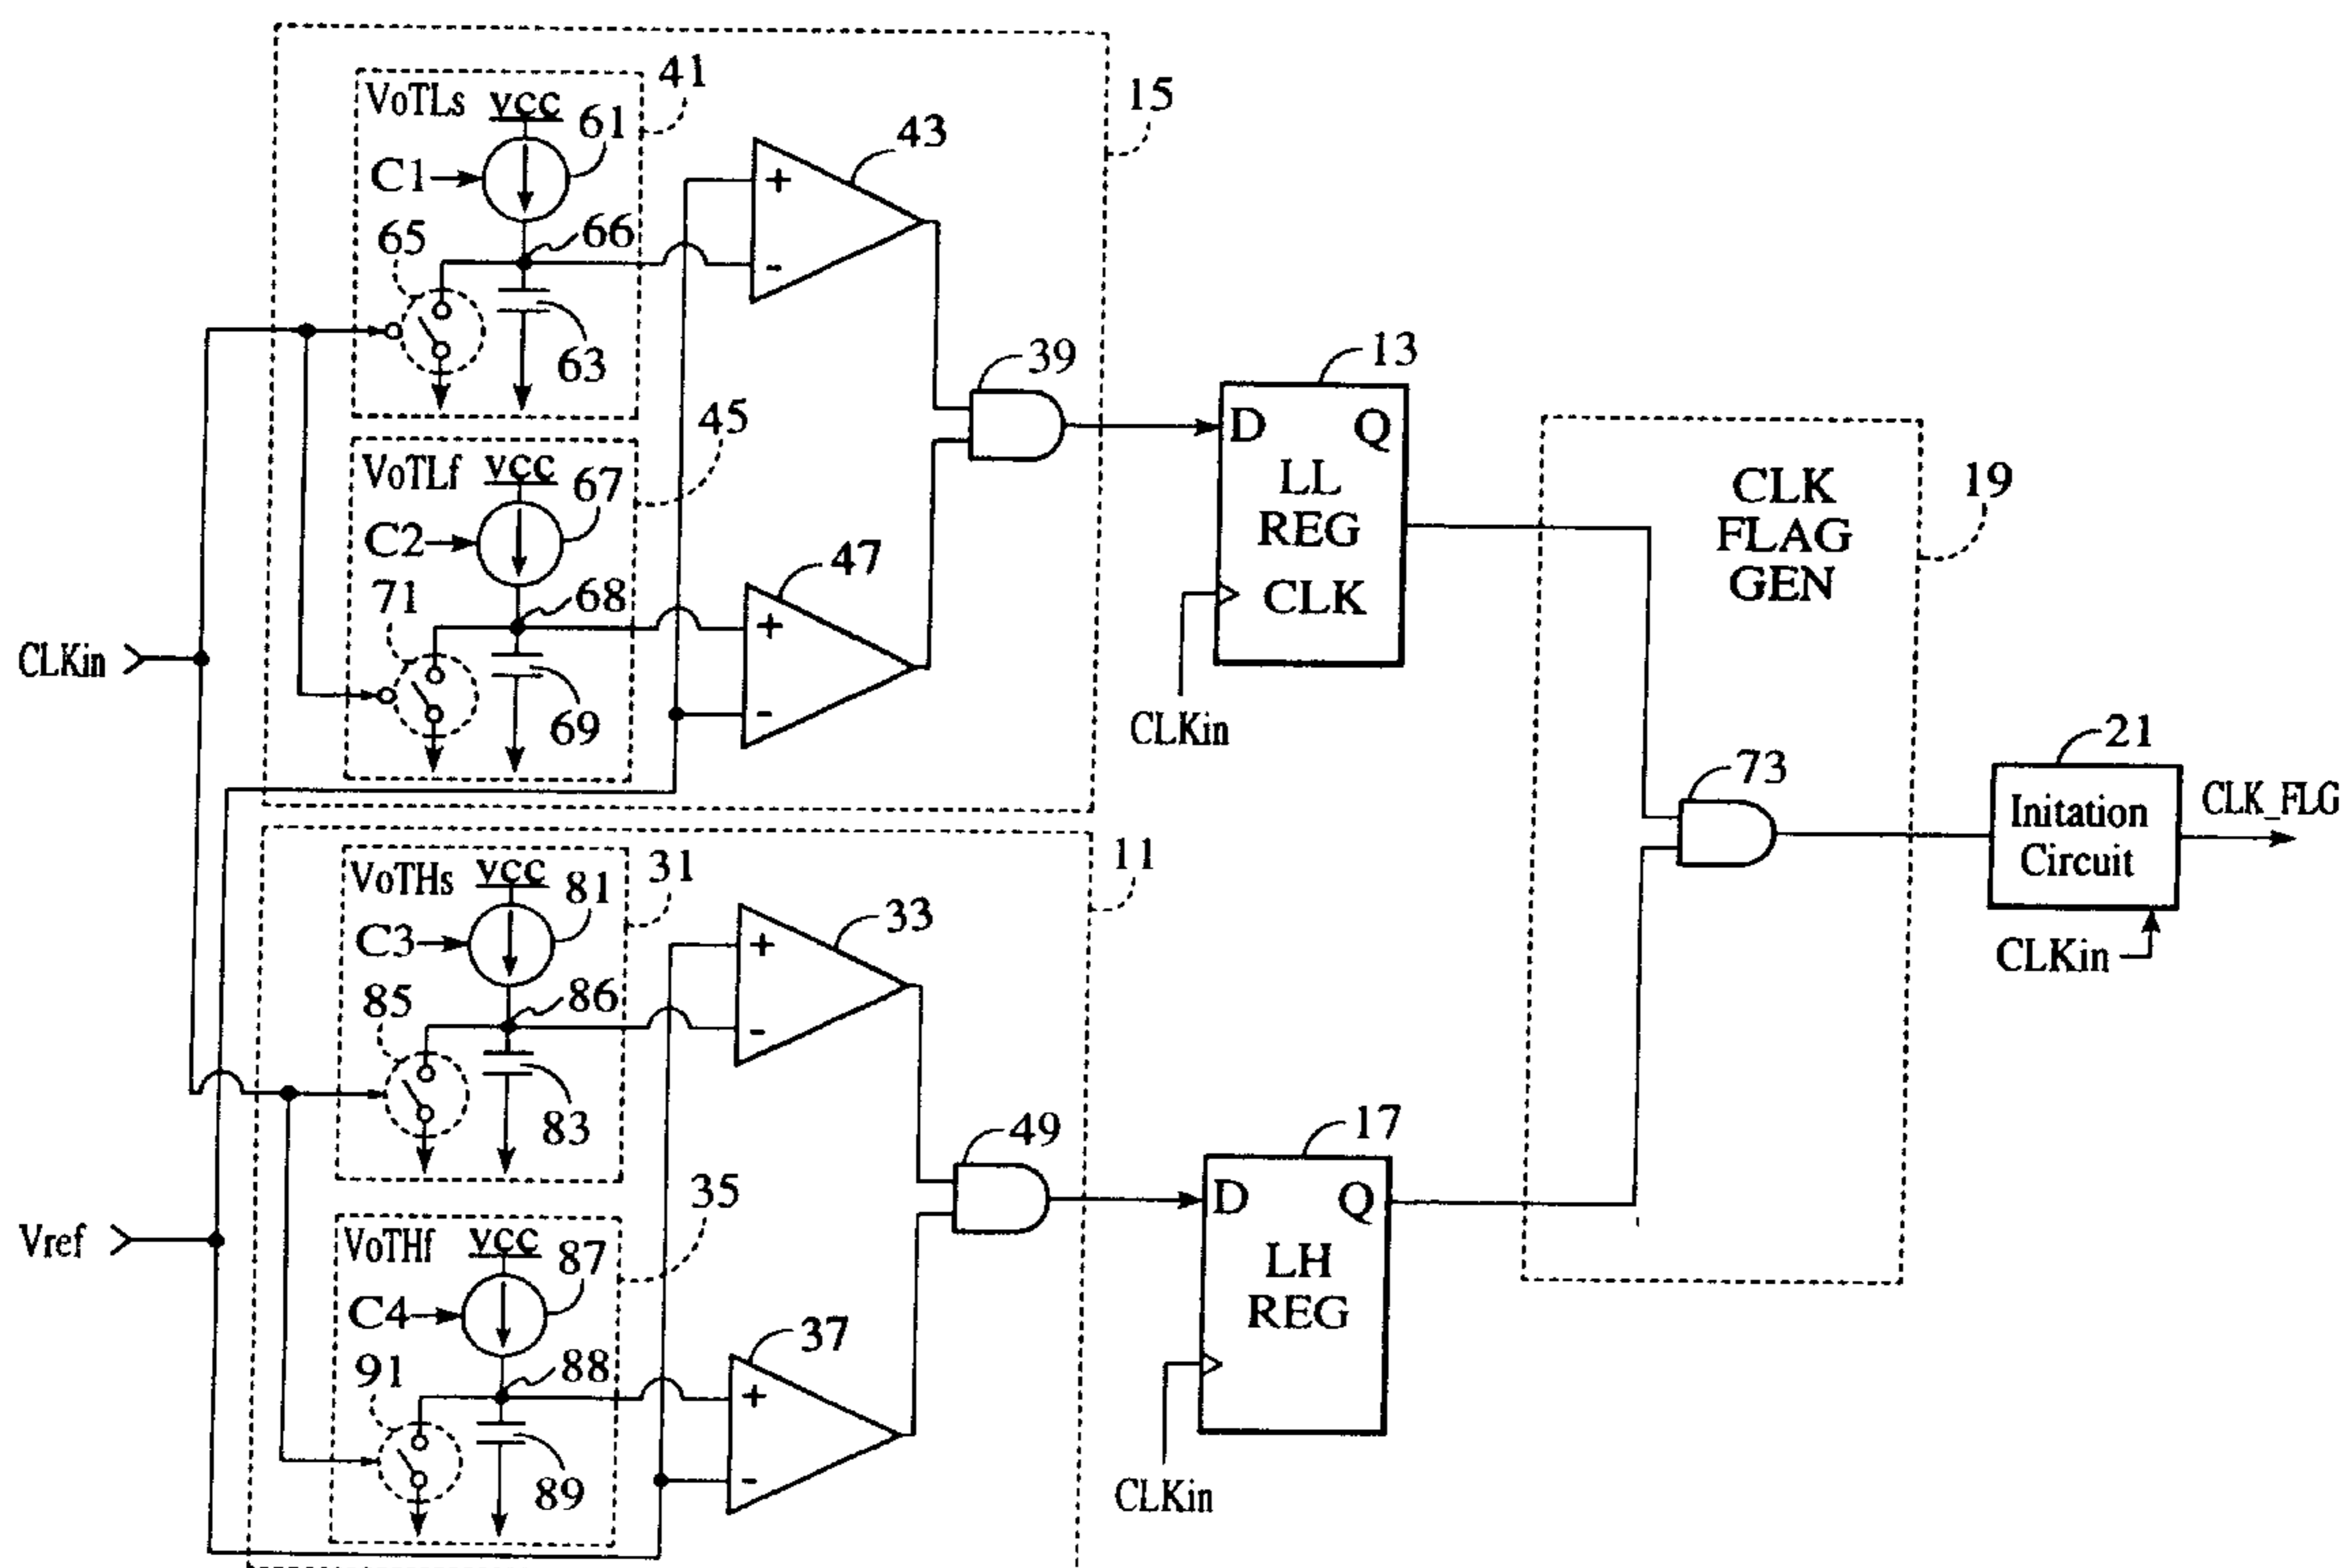 VoTLs
vcc
41
C1
61
65
66
63
43
15
VoTLf
vcc
45
C2
67
71
68
69
47
39
CLKin
13
D
Q
LL
REG
CLK
CLKin
CLK
FLAG
GEN
19
73
21
Initation
Circuit
CLKin
CLK_FLG
VoTHs
vcc
31
C3
81
85
86
83
33
11
Vref
VoTHf
vcc
35
C4
87
91
88
89
37
49
17
D
Q
LH
REG
CLKin
+
-
+
-
+
-
+
-